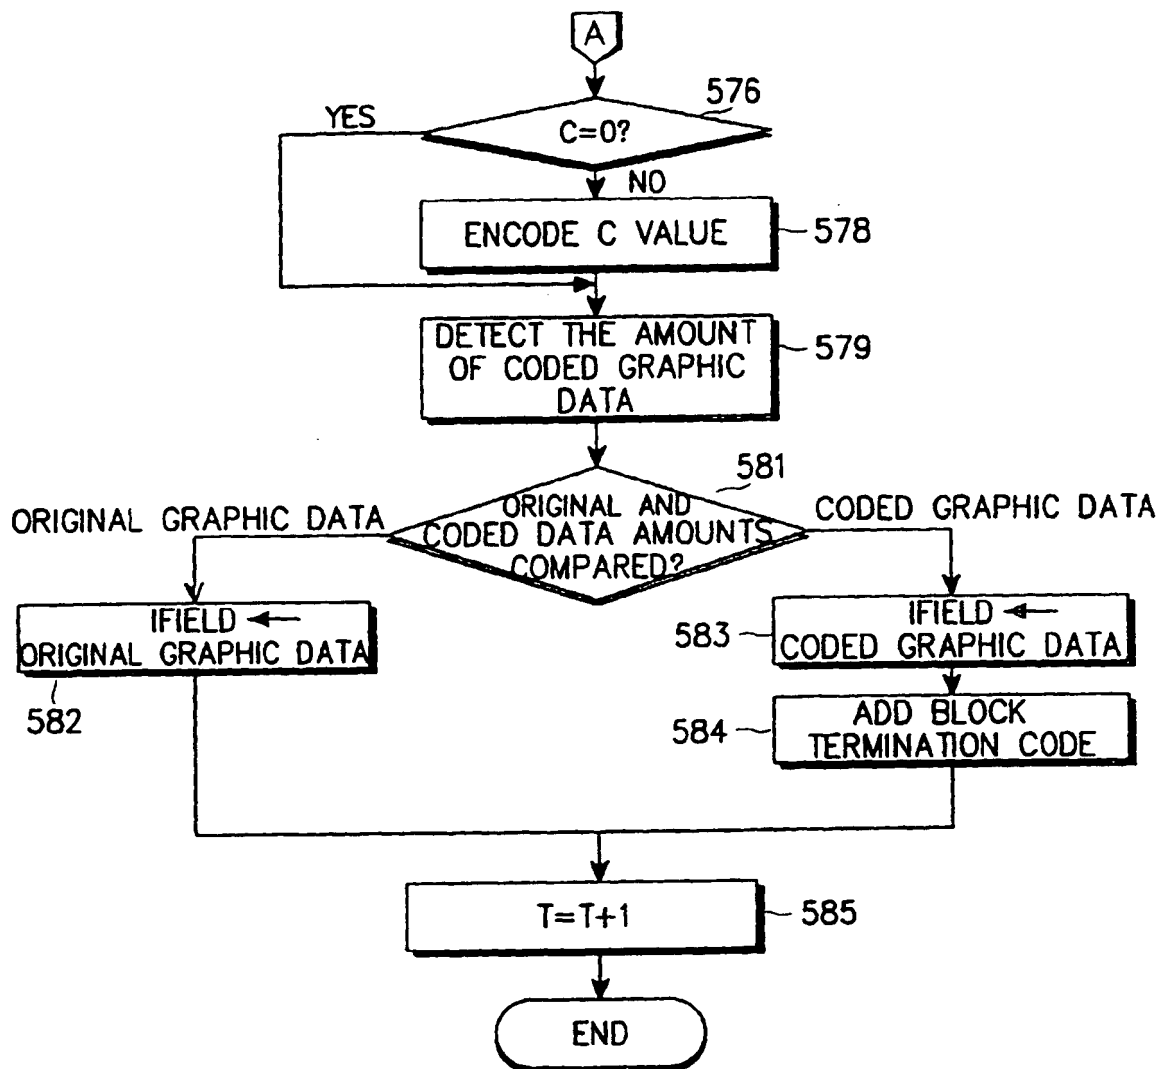 A
576
YES
C=0?
NO
ENCODE C VALUE
578
DETECT THE AMOUNT
OF CODED GRAPHIC
DATA
579
581
ORIGINAL GRAPHIC DATA
ORIGINAL AND
CODED DATA AMOUNTS
COMPARED?
CODED GRAPHIC DATA
IFIELD ←
ORIGINAL GRAPHIC DATA
582
IFIELD ←
CODED GRAPHIC DATA
583
ADD BLOCK
TERMINATION CODE
584
T=T+1
585
END